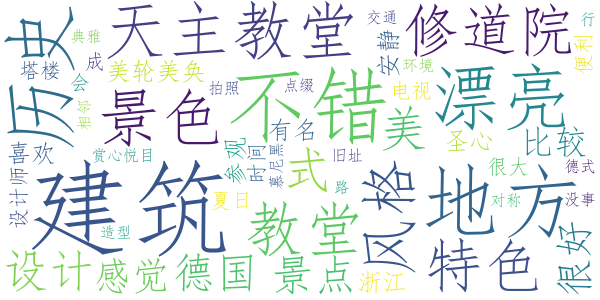 历史
典雅
塔楼
成
会
相邻
美轮美奂
天主教堂
交通
安静
环境
修道院
行
便利
景色
拍照
点缀
不错
电视
美
漂亮
圣心
比较
喜欢
设计师
赏心悦目
参观
时间
有名
慕尼黑
旧址
式
路
夏日
造型
建筑
教堂
风格
地方
很大
对称
德式
没事
很好
设计
感觉
德国
景点
浙江
特色